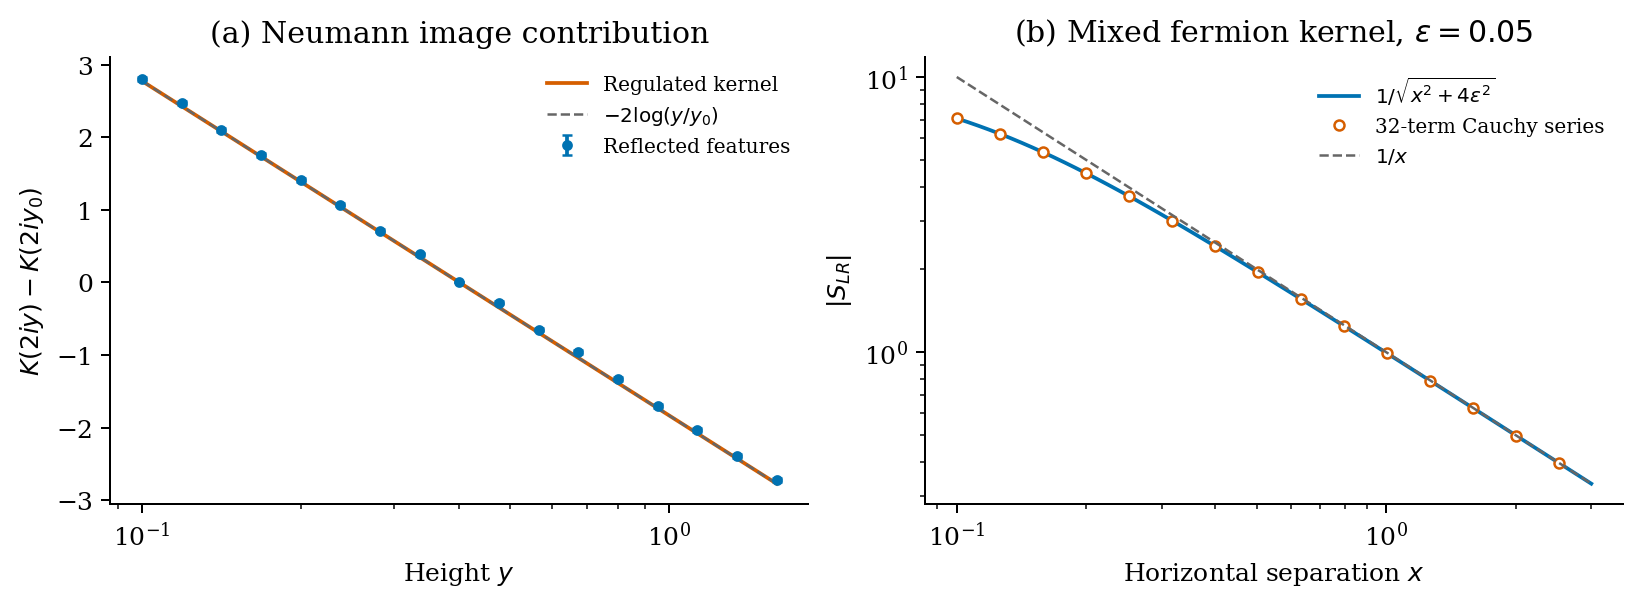 (a) Neumann image contribution
K(2iy) − K(2iy₀)
3
2
1
0
−1
−2
−3
Regulated kernel
−2log(y/y₀)
Reflected features
10⁻¹
10⁰
Height y
(b) Mixed fermion kernel, ε = 0.05
|S_{LR}|
10¹
10⁰
1/√(x² + 4ε²)
32-term Cauchy series
1/x
10⁻¹
10⁰
Horizontal separation x